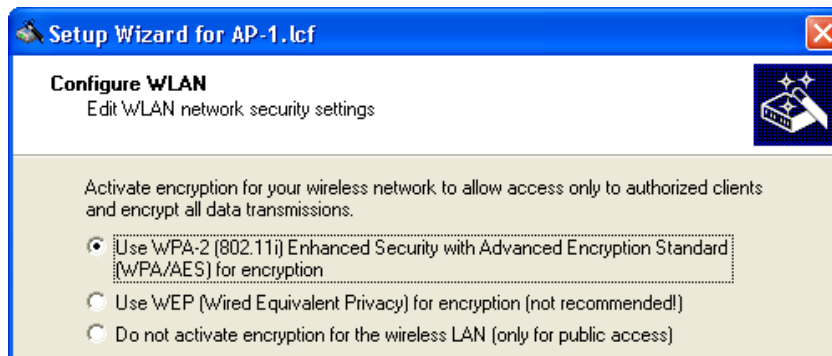 Setup Wizard for AP-1.lcf
Configure WLAN
Edit WLAN network security settings
Activate encryption for your wireless network to allow access only to authorized clients
and encrypt all data transmissions.
Use WPA-2 (802.11i) Enhanced Security with Advanced Encryption Standard
(WPA/AES) for encryption
Use WEP (Wired Equivalent Privacy) for encryption (not recommended!)
Do not activate encryption for the wireless LAN (only for public access)